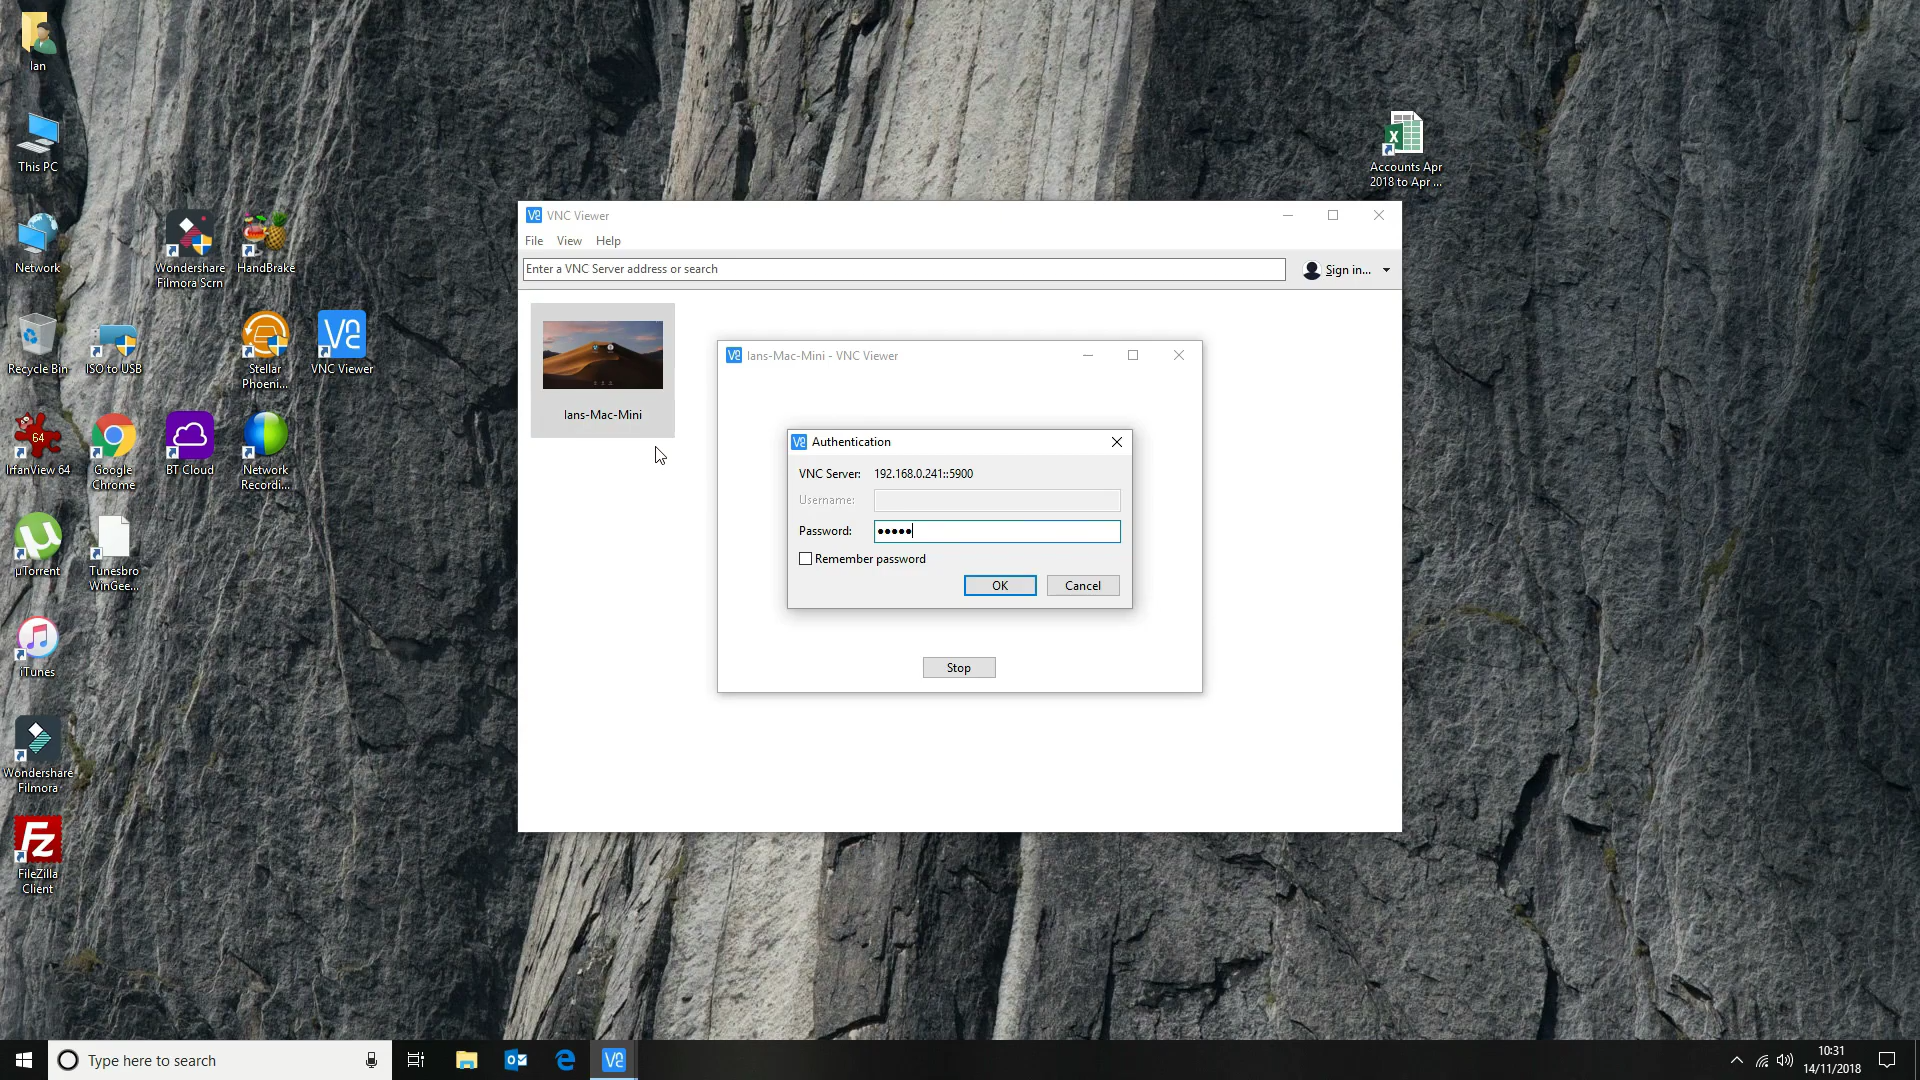 Ian
This PC
Network
Wondershare
Filmora Scrn
HandBrake
Recycle Bin
ISO to USB
Stellar
Phoeni...
VNC Viewer
IrfanView 64
Google
Chrome
BT Cloud
Network
Recordi...
µTorrent
Tunesbro
WinGee...
iTunes
Wondershare
Filmora
FileZilla
Client
Accounts Apr
2018 to Apr ...
VNC Viewer
File View Help
Enter a VNC Server address or search
Sign in...
Ians-Mac-Mini
Ians-Mac-Mini - VNC Viewer
Authentication
VNC Server: 192.168.0.241::5900
Username:
Password: •••••
Remember password
OK Cancel
Stop
Type here to search
10:31
14/11/2018